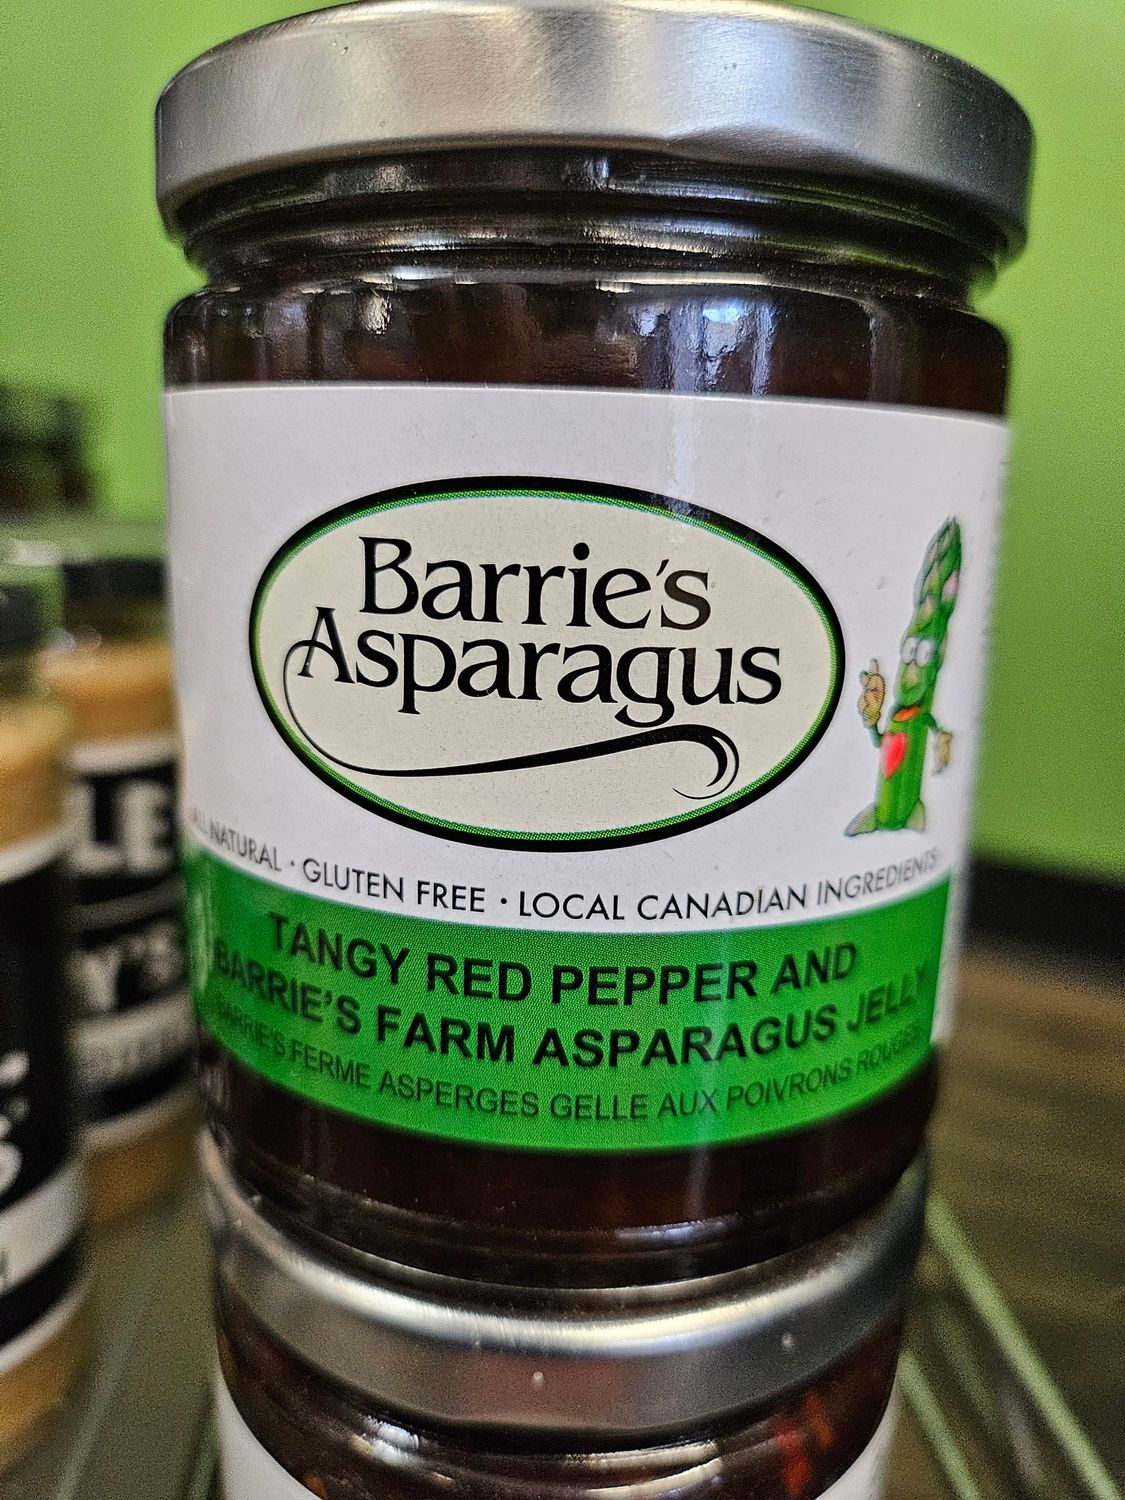 Barrie's
Asparagus
ALL NATURAL • GLUTEN FREE • LOCAL CANADIAN INGREDIENTS
TANGY RED PEPPER AND
BARRIE'S FARM ASPARAGUS JELLY
BARRIE'S FERME ASPERGES GELLE AUX POIVRONS ROUGES
LE
Y'S